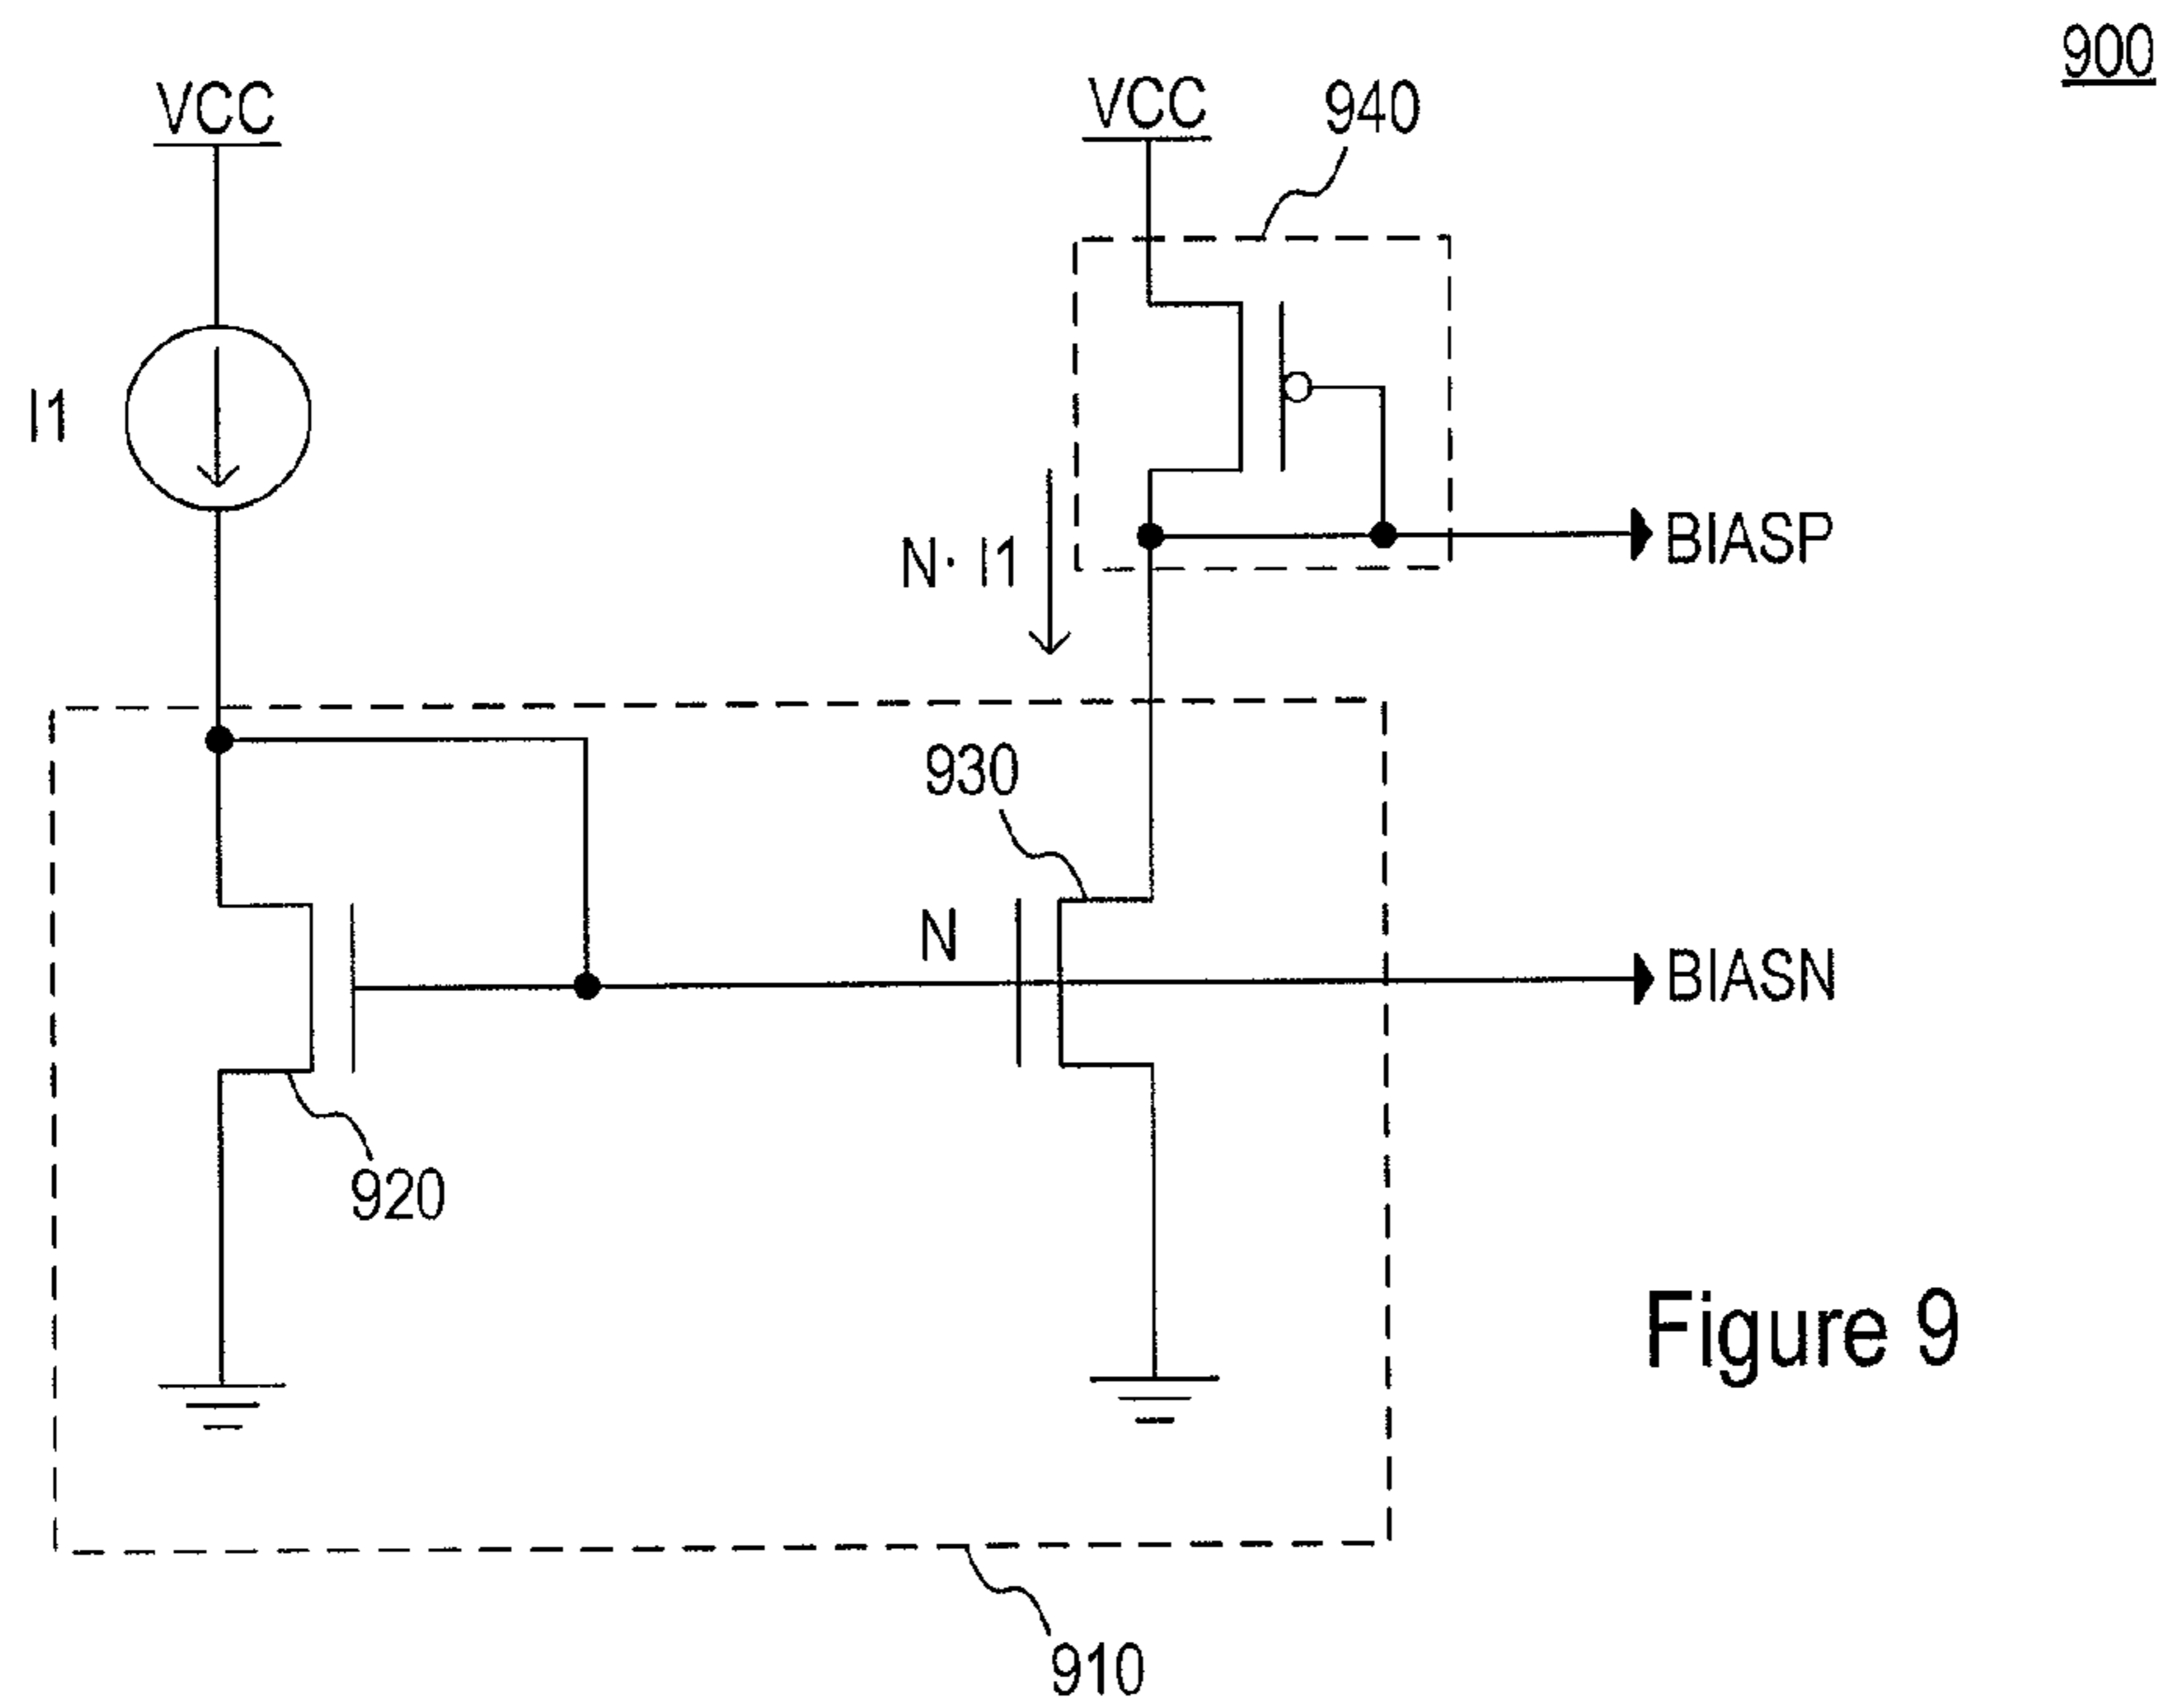 900
VCC
VCC
940
I1
N· I1
BIASP
930
N
BIASN
920
Figure 9
910